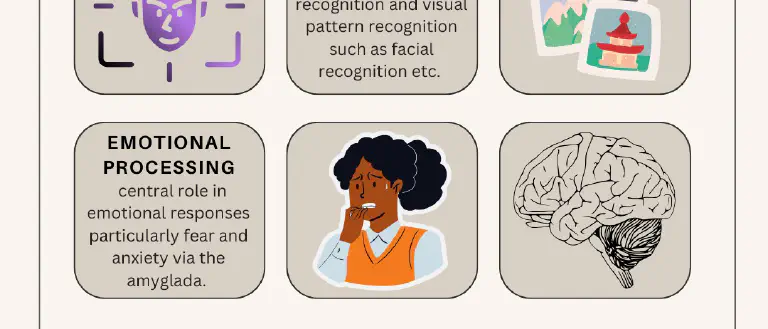 recognition and visual
pattern recognition
such as facial
recognition etc.
EMOTIONAL
PROCESSING
central role in
emotional responses
particularly fear and
anxiety via the
amyglada.